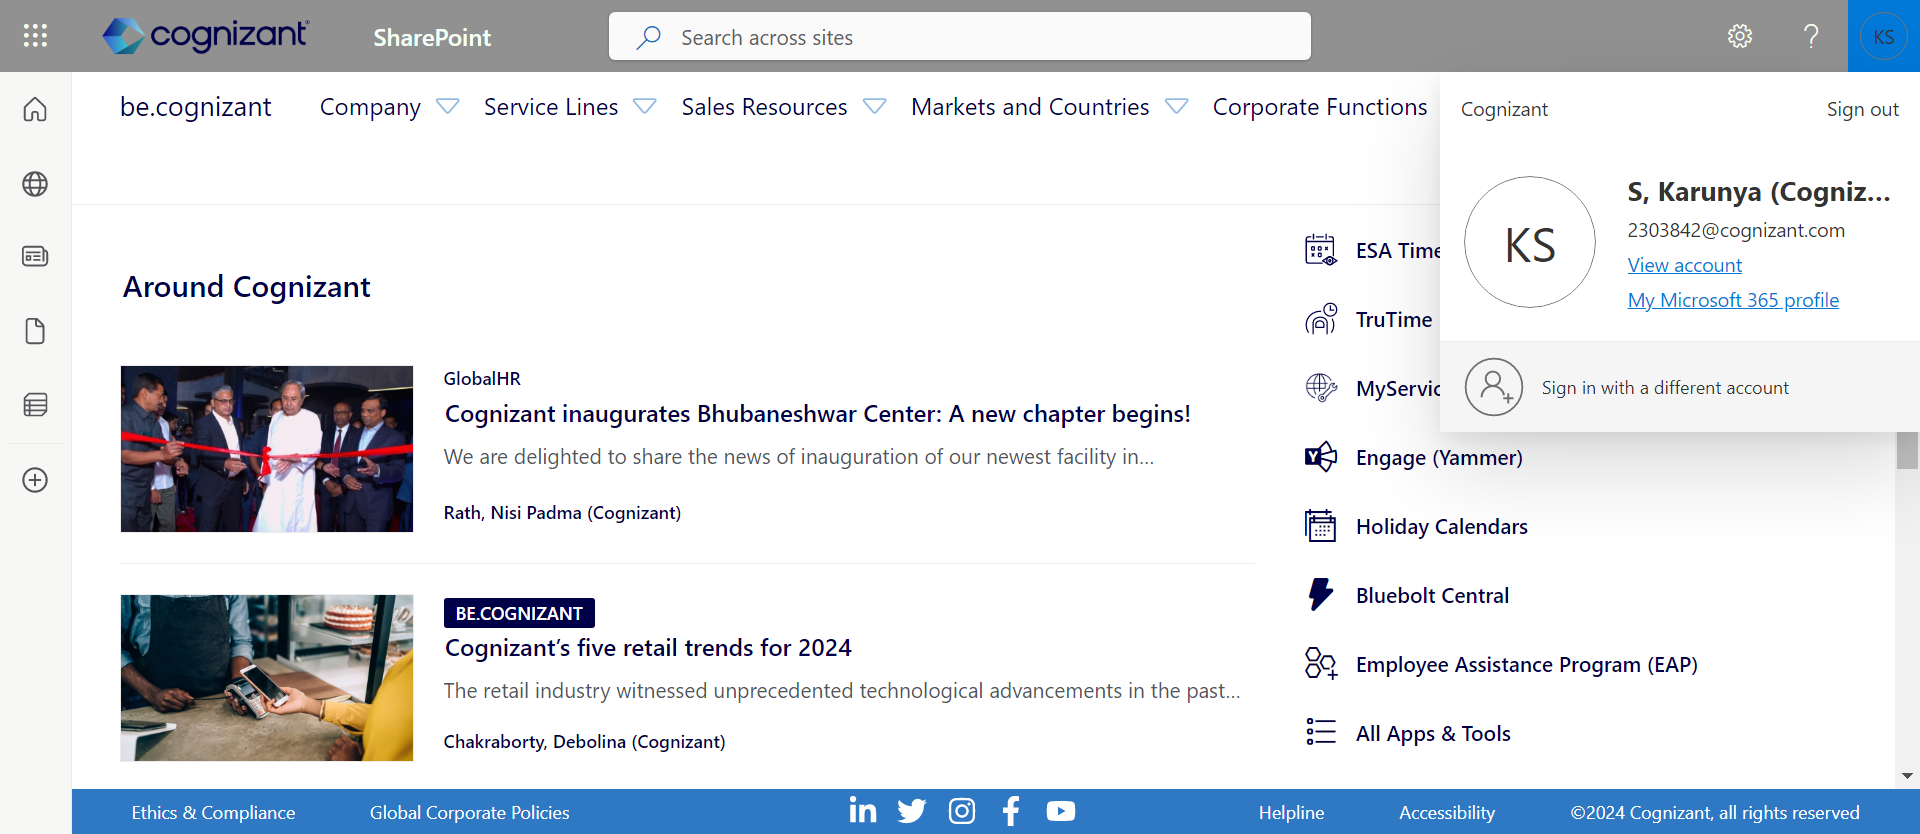 cognizant
SharePoint
Search across sites
KS
be.cognizant
Company
Service Lines
Sales Resources
Markets and Countries
Corporate Functions
Cognizant
Sign out
KS
S, Karunya (Cogniz...
2303842@cognizant.com
View account
My Microsoft 365 profile
Sign in with a different account
Around Cognizant
GlobalHR
Cognizant inaugurates Bhubaneshwar Center: A new chapter begins!
We are delighted to share the news of inauguration of our newest facility in...
Rath, Nisi Padma (Cognizant)
BE.COGNIZANT
Cognizant’s five retail trends for 2024
The retail industry witnessed unprecedented technological advancements in the past...
Chakraborty, Debolina (Cognizant)
ESA Time
TruTime
MyServic
Engage (Yammer)
Holiday Calendars
Bluebolt Central
Employee Assistance Program (EAP)
All Apps & Tools
Ethics & Compliance
Global Corporate Policies
Helpline
Accessibility
©2024 Cognizant, all rights reserved